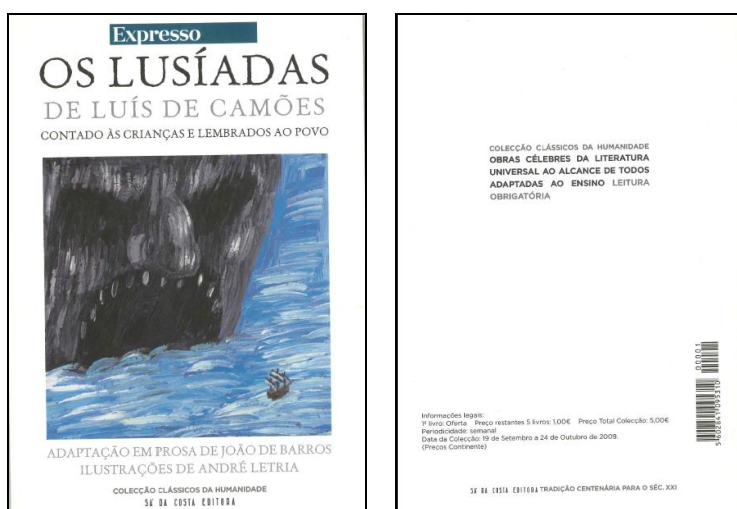 Expresso
OS LUSÍADAS
DE LUÍS DE CAMÕES
CONTADO ÀS CRIANÇAS E LEMBRADOS AO POVO
ADAPTAÇÃO EM PROSA DE JOÃO DE BARROS
ILUSTRAÇÕES DE ANDRÉ LETRIA
COLECÇÃO CLÁSSICOS DA HUMANIDADE
SÁ DA COSTA EDITORA
COLECÇÃO CLÁSSICOS DA HUMANIDADE
OBRAS CÉLEBRES DA LITERATURA
UNIVERSAL AO ALCANCE DE TODOS
ADAPTADAS AO ENSINO LEITURA
OBRIGATÓRIA
00001
5602841095310
Informações legais:
1º livro: Oferta Preço restantes 5 livros: 1,00€ Preço Total Colecção: 5,00€
Periodicidade: semanal
Data da Colecção: 19 de Setembro a 24 de Outubro de 2009.
(Preços Continente)
SÁ DA COSTA EDITORA TRADIÇÃO CENTENÁRIA PARA O SÉC. XXI